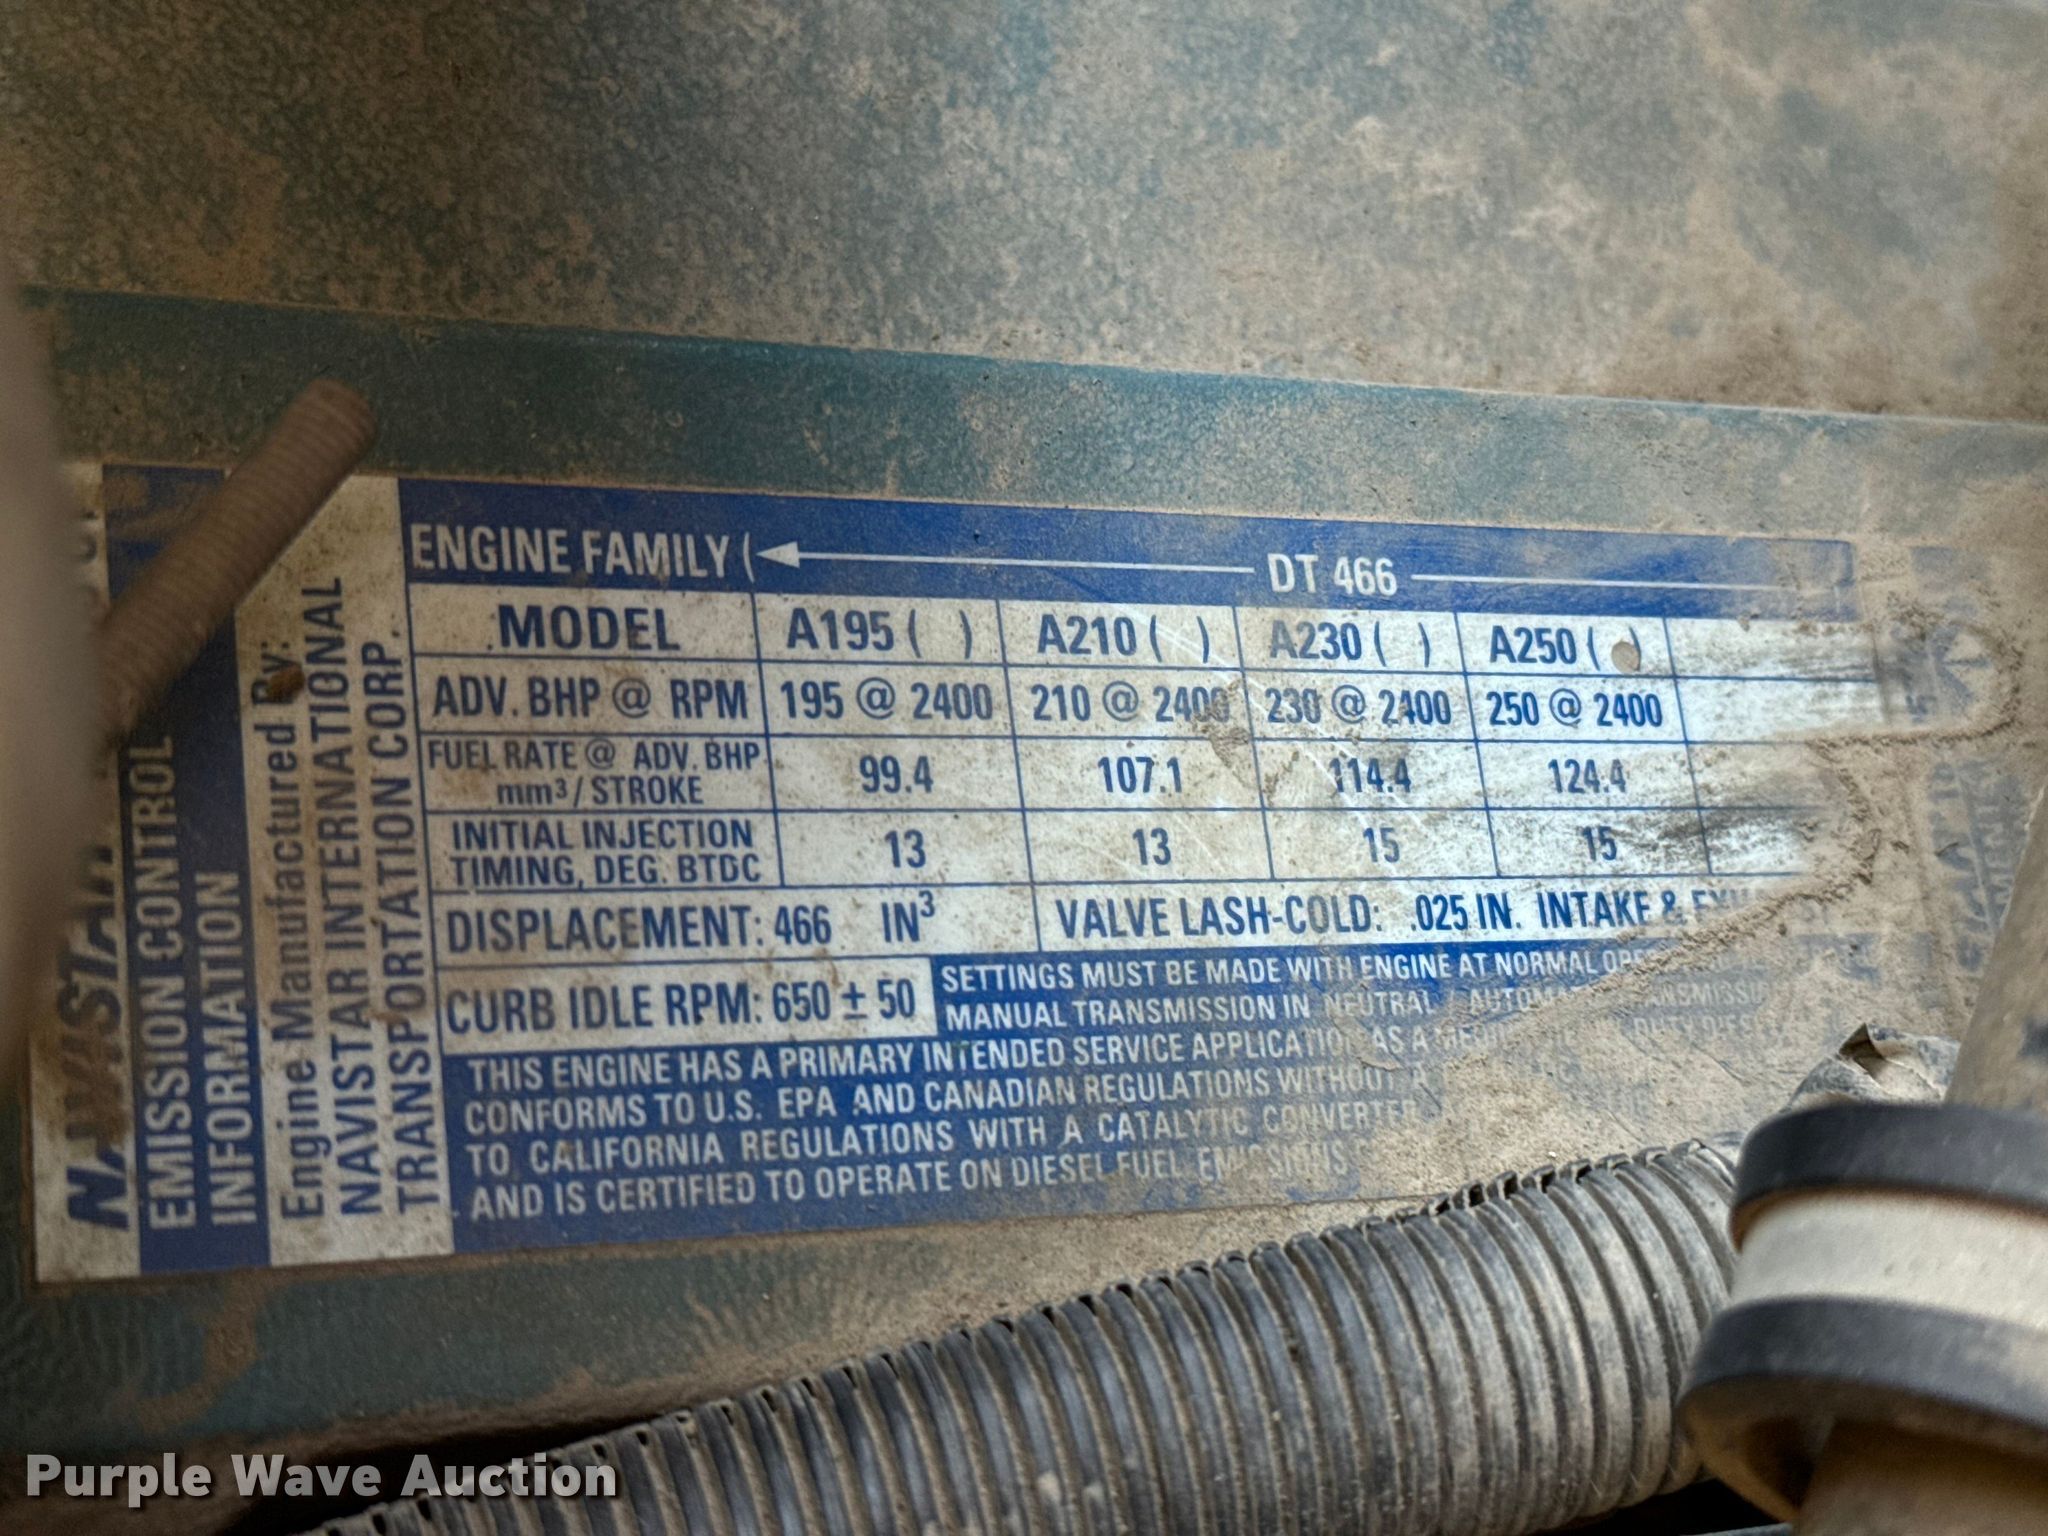 NAVISTAR
EMISSION CONTROL
INFORMATION
Engine Manufactured By:
NAVISTAR INTERNATIONAL
TRANSPORTATION CORP.
ENGINE FAMILY ( DT 466
MODEL A195 ( ) A210 ( ) A230 ( ) A250 ( )
ADV. BHP @ RPM 195 @ 2400 210 @ 2400 230 @ 2400 250 @ 2400
FUEL RATE @ ADV. BHP
mm³/ STROKE 99.4 107.1 114.4 124.4
INITIAL INJECTION
TIMING, DEG. BTDC 13 13 15 15
DISPLACEMENT: 466 IN³ VALVE LASH-COLD: .025 IN. INTAKE &
CURB IDLE RPM: 650 ± 50
SETTINGS MUST BE MADE WITH ENGINE AT NORMAL
MANUAL TRANSMISSION IN NEUTRAL / AUTOMATIC TRANSMISSION
THIS ENGINE HAS A PRIMARY INTENDED SERVICE APPLICATION AS A
CONFORMS TO U.S. EPA AND CANADIAN REGULATIONS WITHOUT A
TO CALIFORNIA REGULATIONS WITH A CATALYTIC CONVERTER
AND IS CERTIFIED TO OPERATE ON DIESEL FUEL. EMISSIONS
Purple Wave Auction